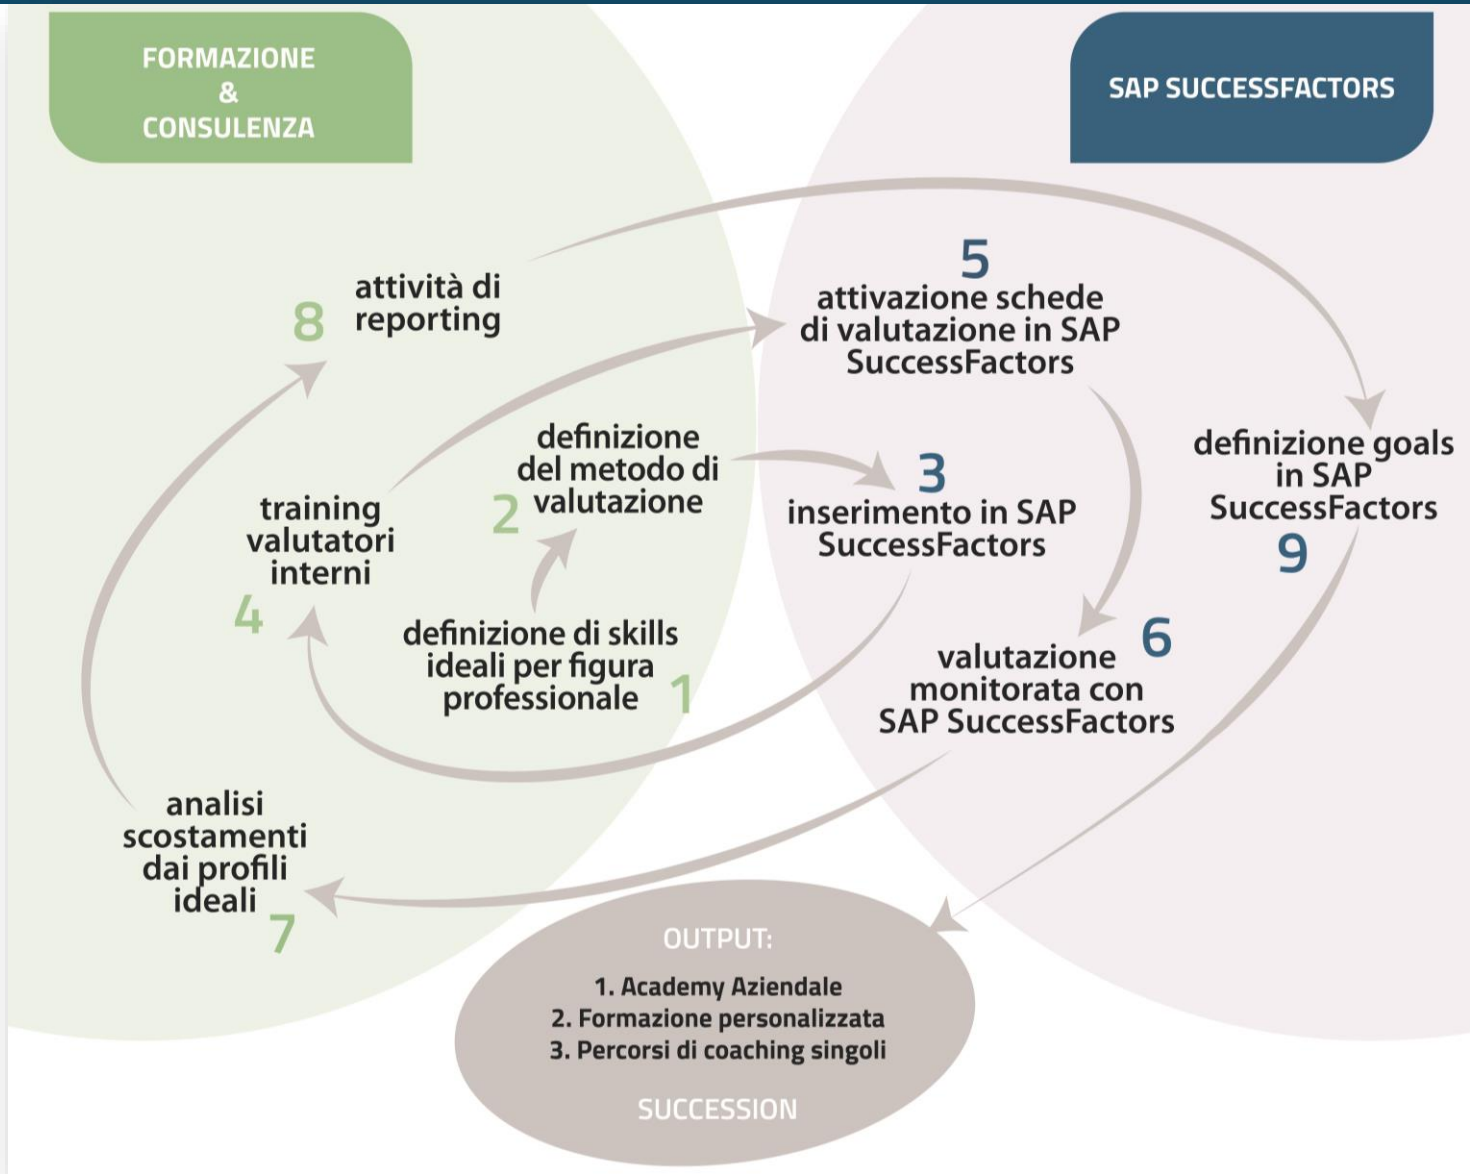 FORMAZIONE
&
CONSULENZA
SAP SUCCESSFACTORS
8
attività di
reporting
5
attivazione schede
di valutazione in SAP
SuccessFactors
definizione
del metodo di
valutazione
2
3
inserimento in SAP
SuccessFactors
definizione goals
in SAP
SuccessFactors
9
training
valutatori
interni
4
definizione di skills
ideali per figura
professionale
1
6
valutazione
monitorata con
SAP SuccessFactors
analisi
scostamenti
dai profili
ideali
7
OUTPUT:
1. Academy Aziendale
2. Formazione personalizzata
3. Percorsi di coaching singoli
SUCCESSION